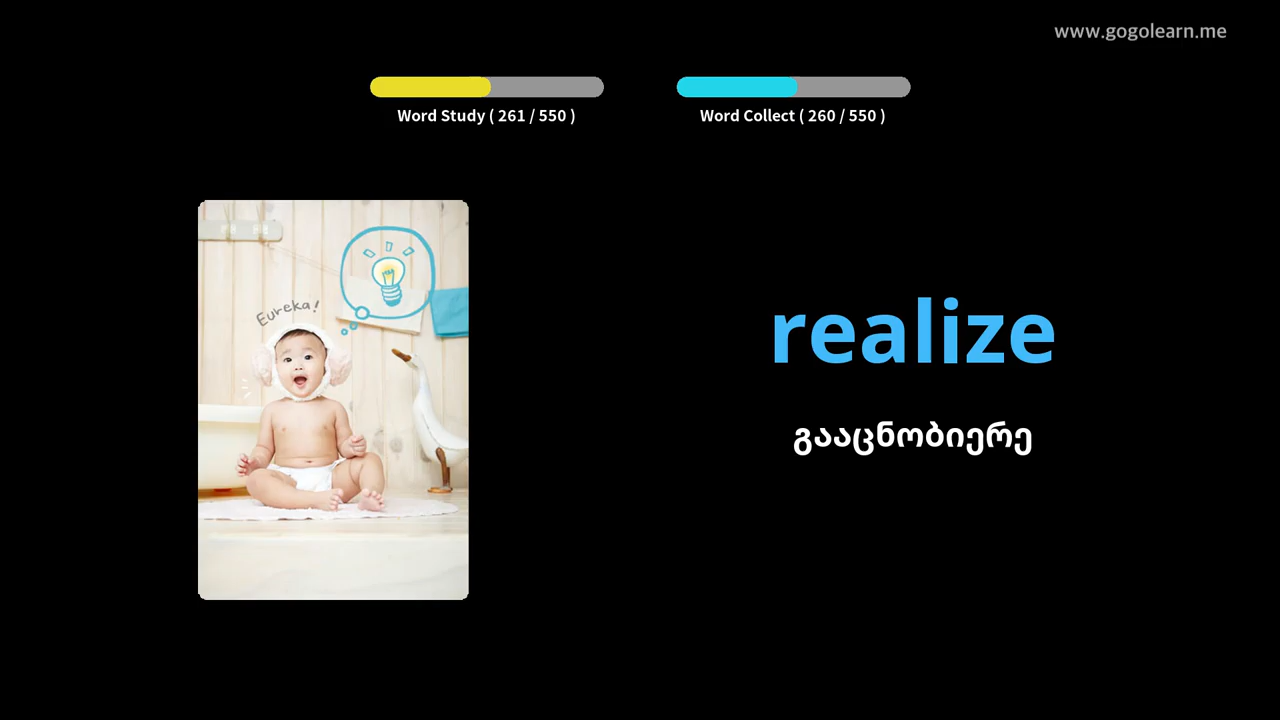 www.gogolearn.me
Word Study ( 261 / 550 )
Word Collect ( 260 / 550 )
Eureka!
realize
გააცნობიერე